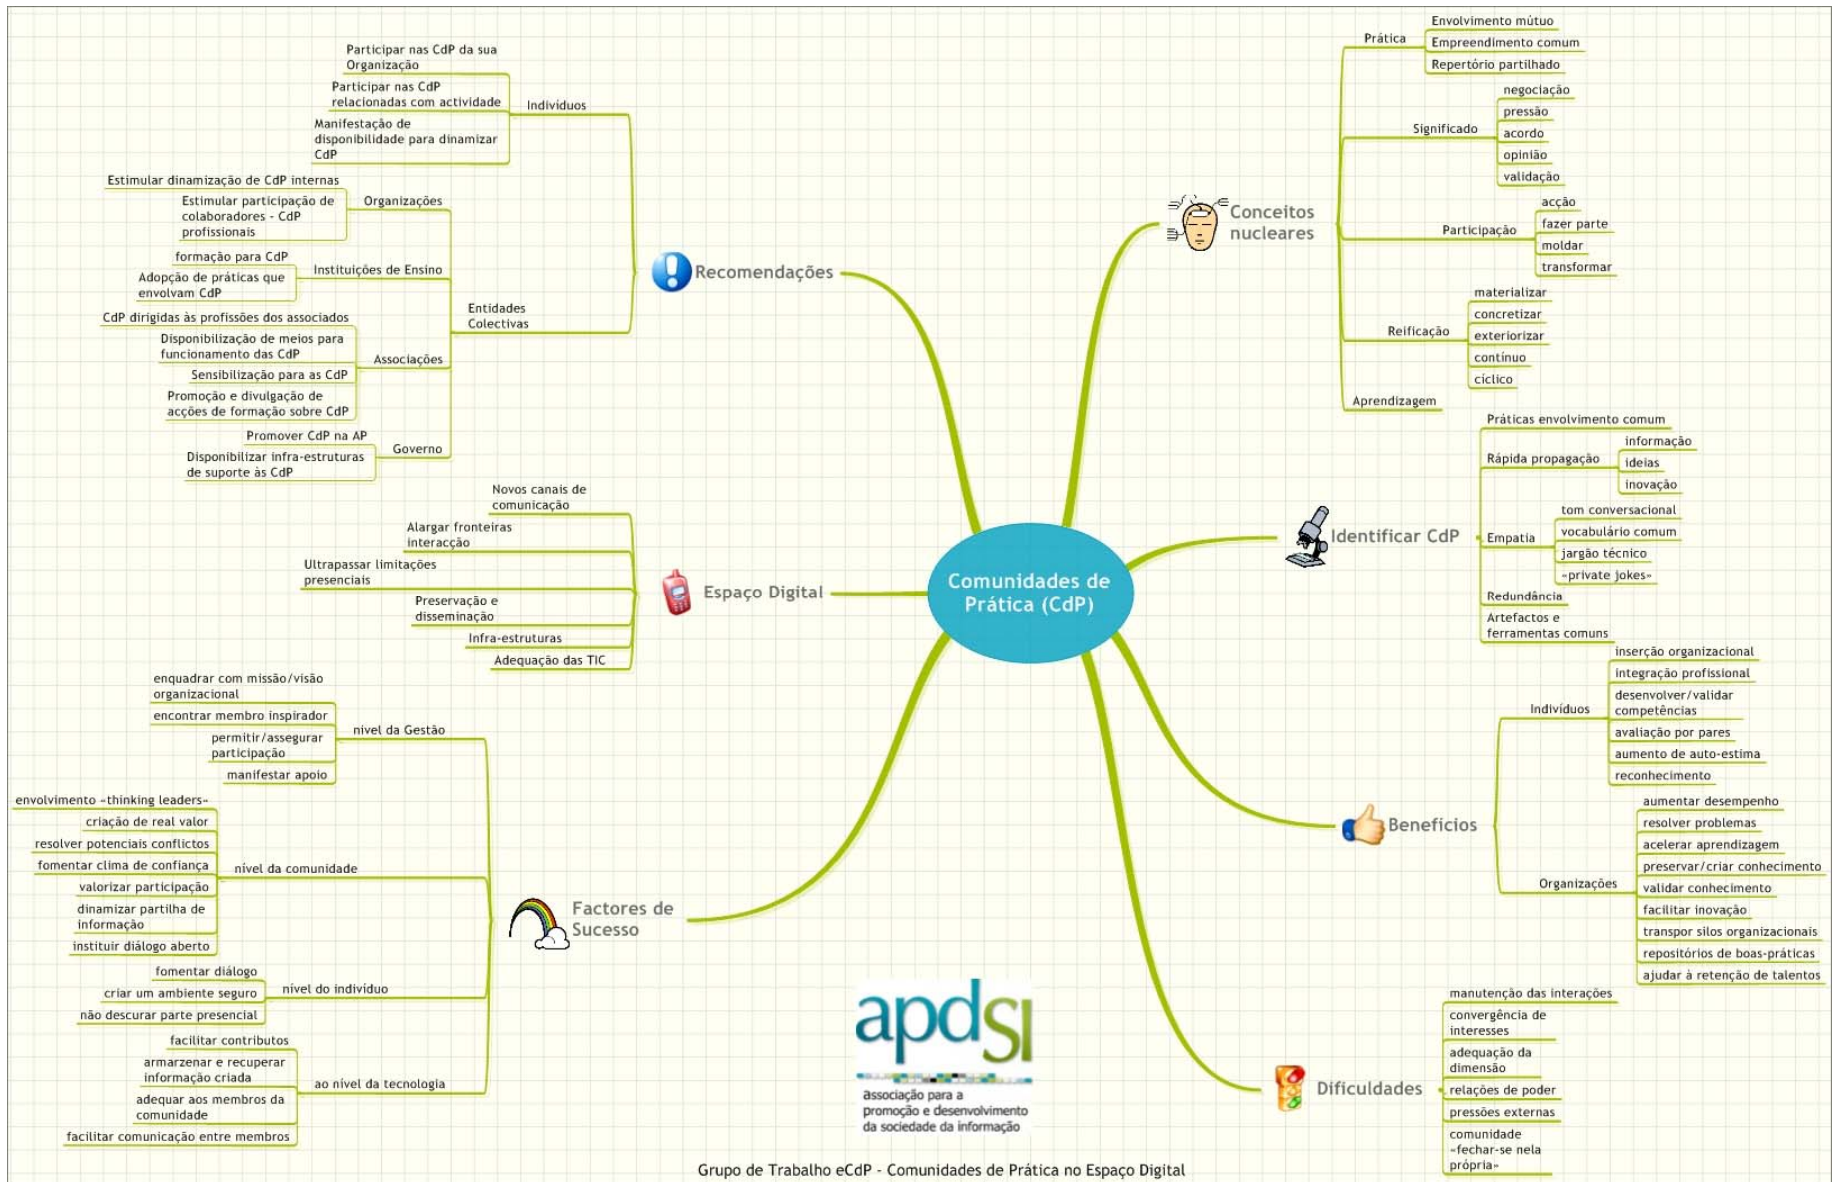 Comunidades de
Prática (CdP)
Conceitos
nucleares
Prática
Envolvimento mútuo
Empreendimento comum
Repertório partilhado
Significado
negociação
pressão
acordo
opinião
validação
Participação
acção
fazer parte
moldar
transformar
Reificação
materializar
concretizar
exteriorizar
contínuo
cíclico
Aprendizagem
Identificar CdP
Práticas envolvimento comum
Rápida propagação
informação
ideias
inovação
Empatia
tom conversacional
vocabulário comum
jargão técnico
«private jokes»
Redundância
Artefactos e
ferramentas comuns
Benefícios
Indivíduos
inserção organizacional
integração profissional
desenvolver/validar
competências
avaliação por pares
aumento de auto-estima
reconhecimento
Organizações
aumentar desempenho
resolver problemas
acelerar aprendizagem
preservar/criar conhecimento
validar conhecimento
facilitar inovação
transpor silos organizacionais
repositórios de boas-práticas
ajudar à retenção de talentos
Dificuldades
manutenção das interações
convergência de
interesses
adequação da
dimensão
relações de poder
pressões externas
comunidade
«fechar-se nela
própria»
Recomendações
Indivíduos
Participar nas CdP da sua
Organização
Participar nas CdP
relacionadas com actividade
Manifestação de
disponibilidade para dinamizar
CdP
Entidades
Colectivas
Organizações
Estimular dinamização de CdP internas
Estimular participação de
colaboradores - CdP
profissionais
Instituições de Ensino
formação para CdP
Adopção de práticas que
envolvam CdP
Associações
CdP dirigidas às profissões dos associados
Disponibilização de meios para
funcionamento das CdP
Sensibilização para as CdP
Promoção e divulgação de
acções de formação sobre CdP
Governo
Promover CdP na AP
Disponibilizar infra-estruturas
de suporte às CdP
Espaço Digital
Novos canais de
comunicação
Alargar fronteiras
interacção
Ultrapassar limitações
presenciais
Preservação e
disseminação
Infra-estruturas
Adequação das TIC
Factores de
Sucesso
nível da Gestão
enquadrar com missão/visão
organizacional
encontrar membro inspirador
permitir/assegurar
participação
manifestar apoio
nível da comunidade
envolvimento «thinking leaders»
criação de real valor
resolver potenciais conflictos
fomentar clima de confiança
valorizar participação
dinamizar partilha de
informação
instituir diálogo aberto
nível do indivíduo
fomentar diálogo
criar um ambiente seguro
não descurar parte presencial
ao nível da tecnologia
facilitar contributos
armarzenar e recuperar
informação criada
adequar aos membros da
comunidade
facilitar comunicação entre membros
apdsi
associação para a
promoção e desenvolvimento
da sociedade da informação
Grupo de Trabalho eCdP - Comunidades de Prática no Espaço Digital